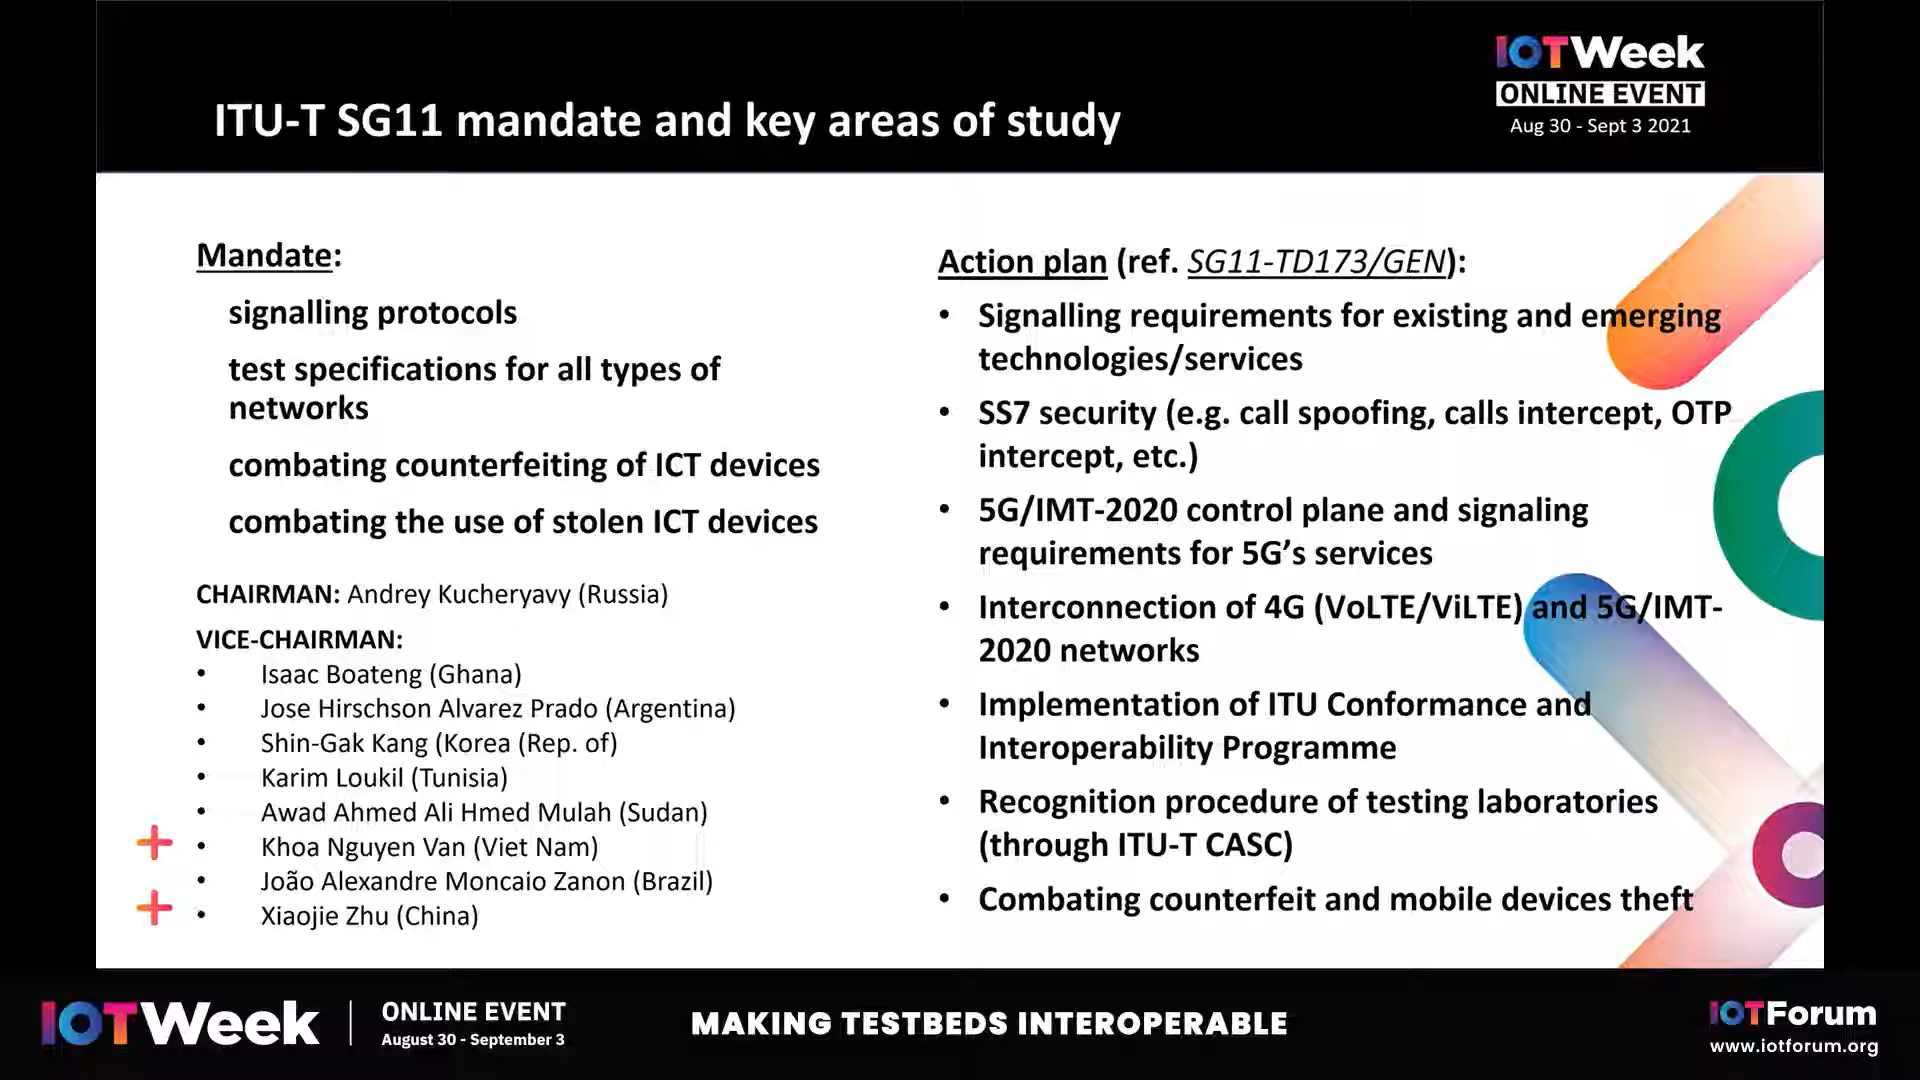 IOTWeek
ONLINE EVENT
Aug 30 - Sept 3 2021
ITU-T SG11 mandate and key areas of study
Mandate:
signalling protocols
test specifications for all types of
networks
combating counterfeiting of ICT devices
combating the use of stolen ICT devices
CHAIRMAN: Andrey Kucheryavy (Russia)
VICE-CHAIRMAN:
• Isaac Boateng (Ghana)
• Jose Hirschson Alvarez Prado (Argentina)
• Shin-Gak Kang (Korea (Rep. of)
• Karim Loukil (Tunisia)
• Awad Ahmed Ali Hmed Mulah (Sudan)
• Khoa Nguyen Van (Viet Nam)
• João Alexandre Moncaio Zanon (Brazil)
• Xiaojie Zhu (China)
Action plan (ref. SG11-TD173/GEN):
• Signalling requirements for existing and emerging
technologies/services
• SS7 security (e.g. call spoofing, calls intercept, OTP
intercept, etc.)
• 5G/IMT-2020 control plane and signaling
requirements for 5G’s services
• Interconnection of 4G (VoLTE/ViLTE) and 5G/IMT-
2020 networks
• Implementation of ITU Conformance and
Interoperability Programme
• Recognition procedure of testing laboratories
(through ITU-T CASC)
• Combating counterfeit and mobile devices theft
IOTWeek
ONLINE EVENT
August 30 - September 3
MAKING TESTBEDS INTEROPERABLE
IOTForum
www.iotforum.org